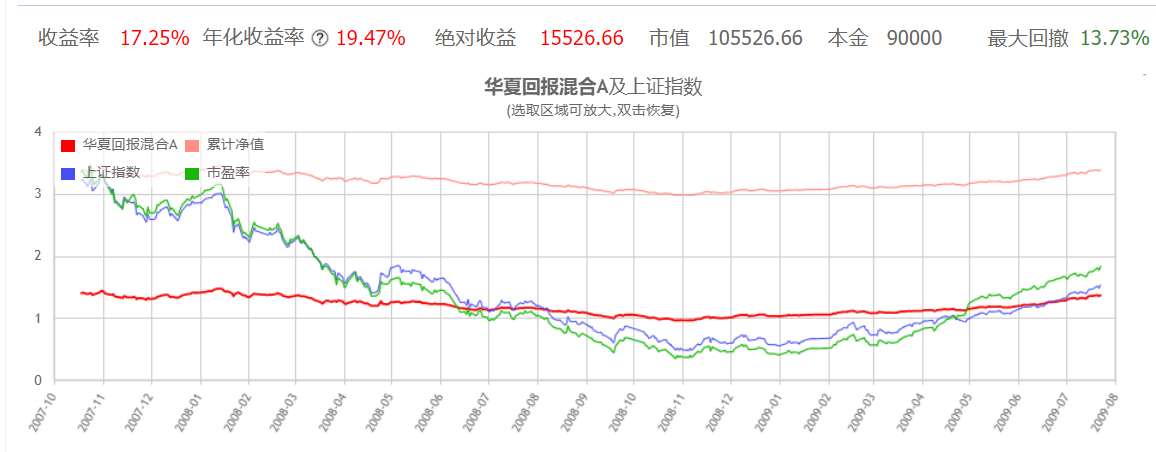 收益率 17.25% 年化收益率 ? 19.47% 绝对收益 15526.66 市值 105526.66 本金 90000 最大回撤 13.73%
华夏回报混合A及上证指数
(选取区域可放大,双击恢复)
华夏回报混合A 累计净值
上证指数 市盈率
4
3
2
1
0
2007-10 2007-11 2007-12 2008-01 2008-02 2008-03 2008-04 2008-05 2008-06 2008-07 2008-08 2008-09 2008-10 2008-11 2008-12 2009-01 2009-02 2009-03 2009-04 2009-05 2009-06 2009-07 2009-08